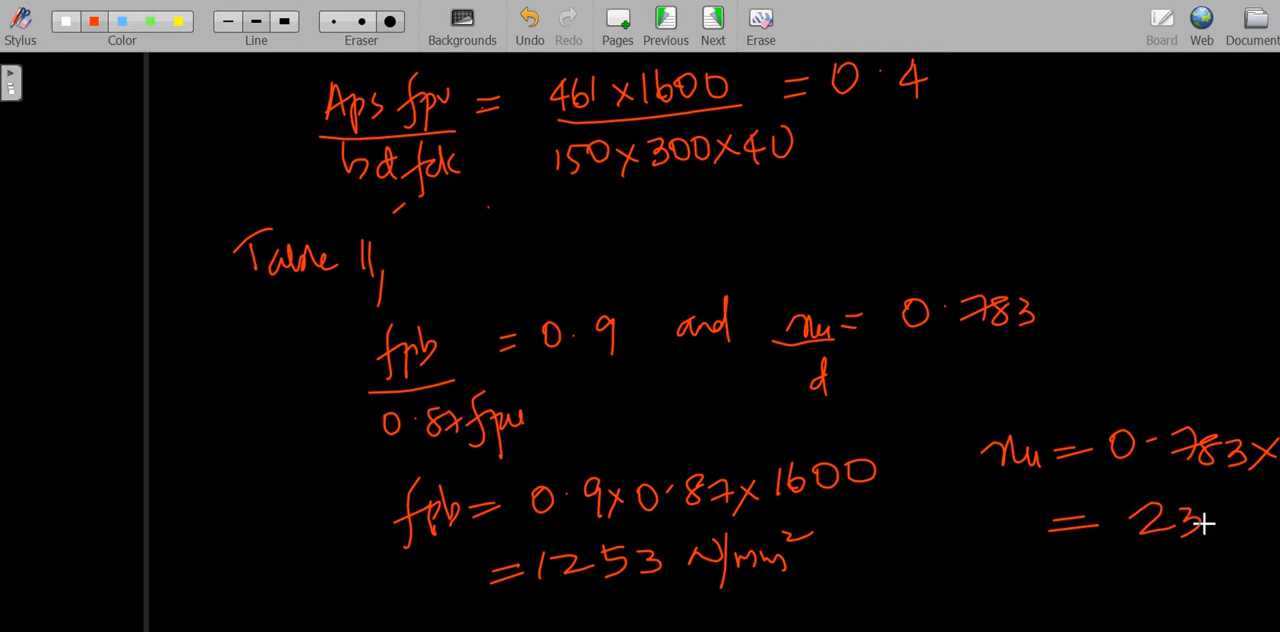 Stylus Color Line Eraser Backgrounds Undo Redo Pages Previous Next Erase Board Web Document
Aps fpu = 461 x 1600 = 0.4
bd fck 150 x 300 x 40
Table 11,
fpb = 0.9 and xu = 0.783
0.87 fpu d
xu = 0.783 x
fpb = 0.9 x 0.87 x 1600
= 23
= 1253 N/mm²